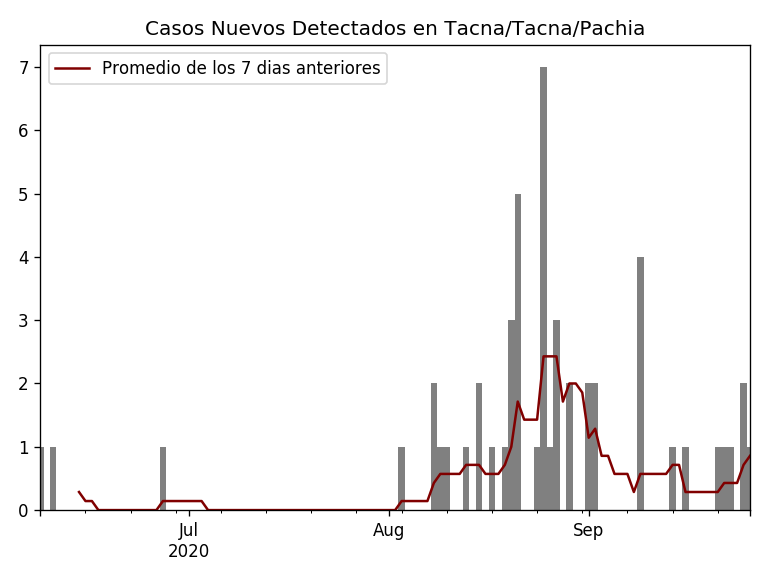 Casos Nuevos Detectados en Tacna/Tacna/Pachia
Promedio de los 7 dias anteriores
7
6
5
4
3
2
1
0
Jul
2020
Aug
Sep